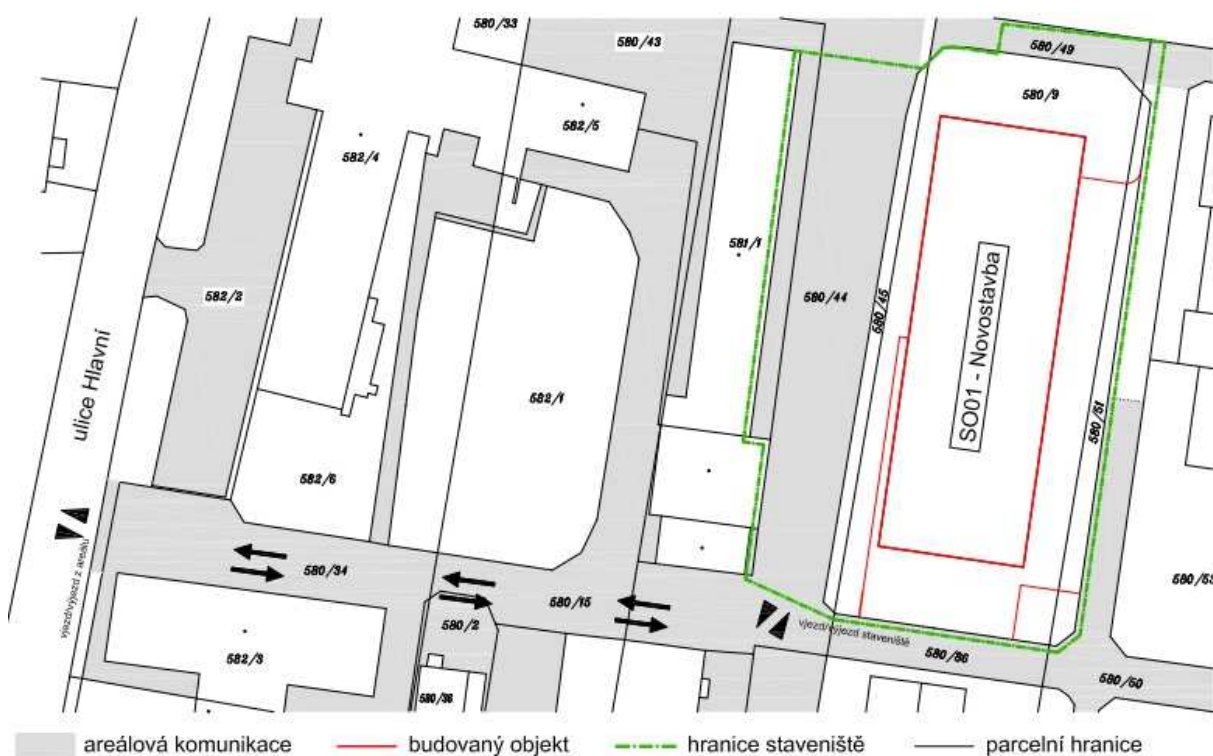 580/33
580/43
580/49
580/9
582/5
582/4
581/1
582/2
580/44
580/45
SO01 - Novostavba
ulice Hlavní
582/1
580/51
582/6
580/53
vjezd/výjezd z areálu
580/34
580/15
580/2
vjezd/výjezd staveniště
582/3
580/86
580/50
580/36
areálová komunikace
budovaný objekt
hranice staveniště
parcelní hranice